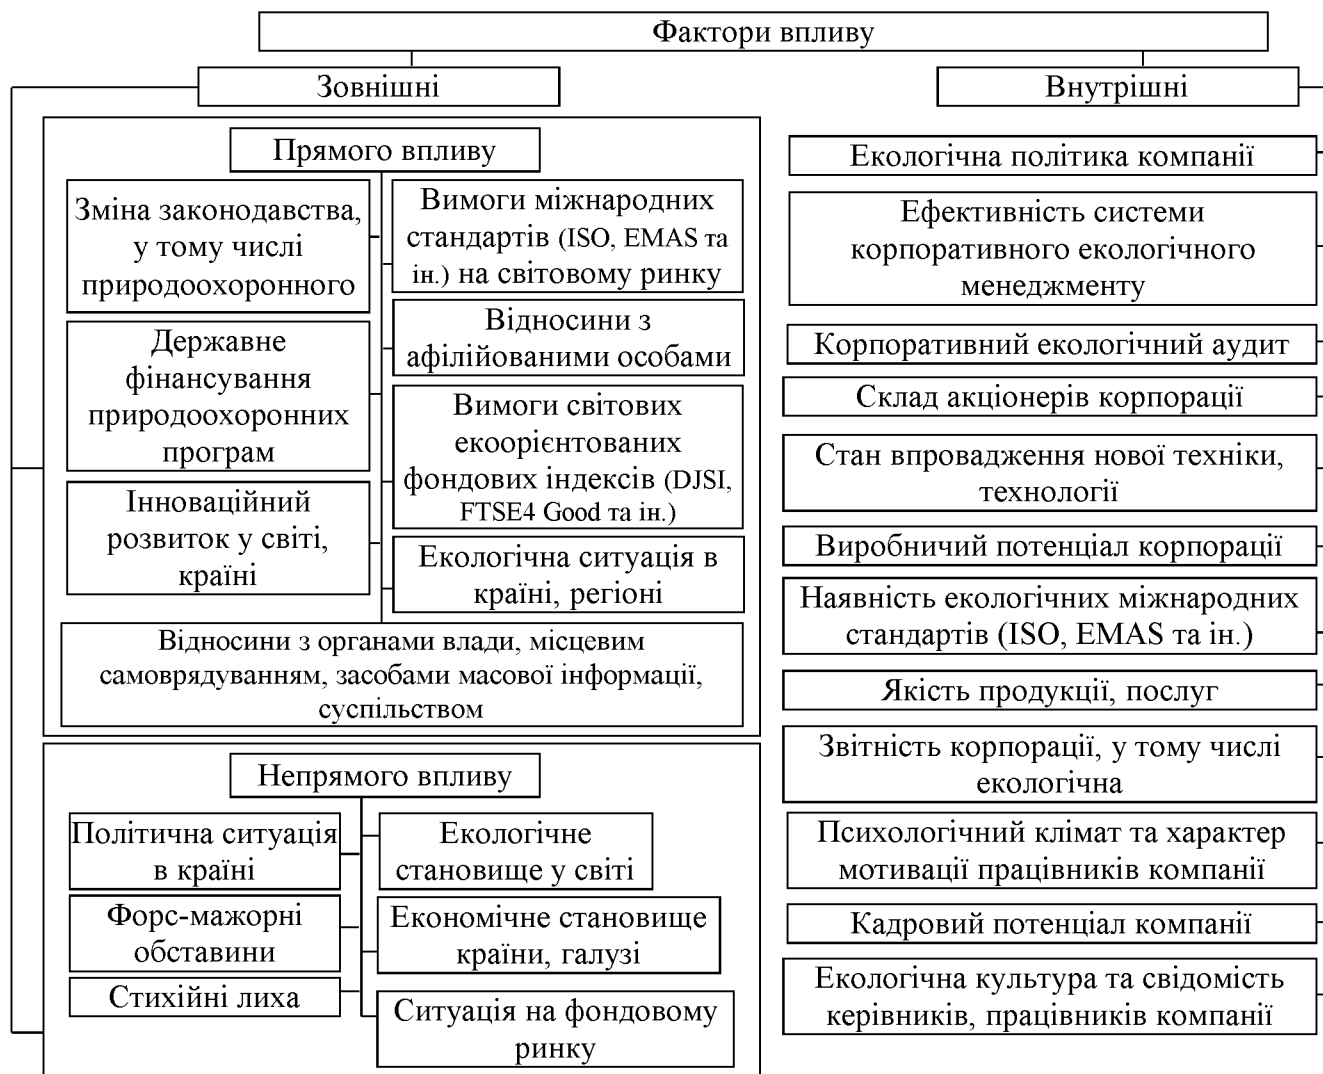 Фактори впливу
Зовнішні
Внутрішні
Прямого впливу
Зміна законодавства,
у тому числі
природоохоронного
Державне
фінансування
природоохоронних
програм
Інноваційний
розвиток у світі,
країні
Вимоги міжнародних
стандартів (ISO, EMAS та
ін.) на світовому ринку
Відносини з
афілійованими особами
Вимоги світових
екоорієнтованих
фондових індексів (DJSI,
FTSE4 Good та ін.)
Екологічна ситуація в
країні, регіоні
Відносини з органами влади, місцевим
самоврядуванням, засобами масової інформації,
суспільством
Непрямого впливу
Політична ситуація
в країні
Форс-мажорні
обставини
Стихійні лиха
Екологічне
становище у світі
Економічне становище
країни, галузі
Ситуація на фондовому
ринку
Екологічна політика компанії
Ефективність системи
корпоративного екологічного
менеджменту
Корпоративний екологічний аудит
Склад акціонерів корпорації
Стан впровадження нової техніки,
технології
Виробничий потенціал корпорації
Наявність екологічних міжнародних
стандартів (ISO, EMAS та ін.)
Якість продукції, послуг
Звітність корпорації, у тому числі
екологічна
Психологічний клімат та характер
мотивації працівників компанії
Кадровий потенціал компанії
Екологічна культура та свідомість
керівників, працівників компанії